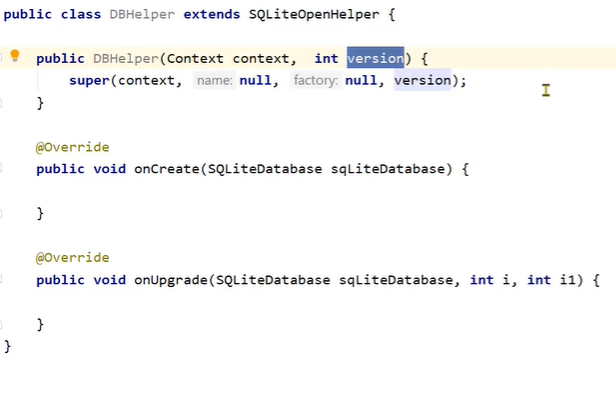 public class DBHelper extends SQLiteOpenHelper {
public DBHelper(Context context, int version) {
super(context, name: null, factory: null, version);
}
@Override
public void onCreate(SQLiteDatabase sqLiteDatabase) {
}
@Override
public void onUpgrade(SQLiteDatabase sqLiteDatabase, int i, int i1) {
}
}